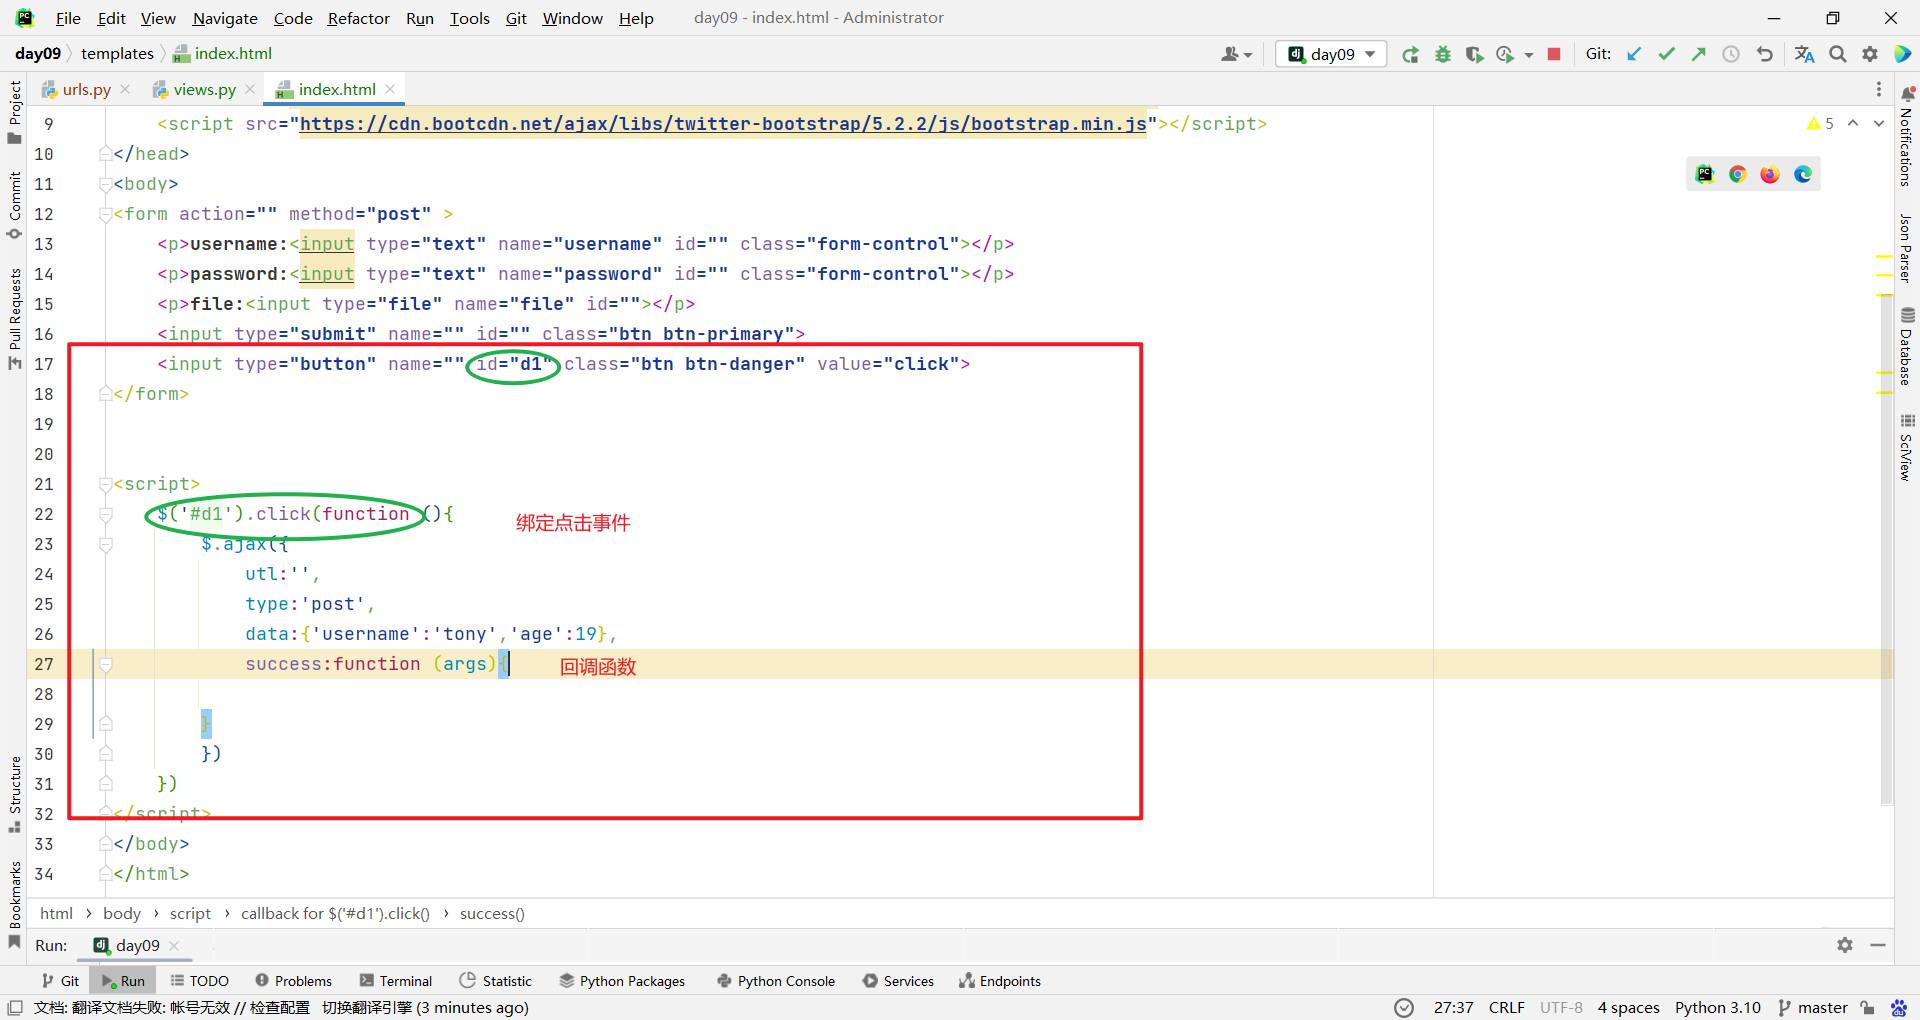 File Edit View Navigate Code Refactor Run Tools Git Window Help day09 - index.html - Administrator
day09 templates index.html day09 Git:
urls.py views.py index.html
Project
Commit
Pull Requests
Structure
Bookmarks
5
9 <script src="https://cdn.bootcdn.net/ajax/libs/twitter-bootstrap/5.2.2/js/bootstrap.min.js"></script>
10 </head>
11 <body>
12 <form action="" method="post" >
13 <p>username:<input type="text" name="username" id="" class="form-control"></p>
14 <p>password:<input type="text" name="password" id="" class="form-control"></p>
15 <p>file:<input type="file" name="file" id=""></p>
16 <input type="submit" name="" id="" class="btn btn-primary">
17 <input type="button" name="" id="d1" class="btn btn-danger" value="click">
18 </form>
19
20
21 <script>
22 $('#d1').click(function (){ 绑定点击事件
23 $.ajax({
24 utl:'',
25 type:'post',
26 data:{'username':'tony','age':19},
27 success:function (args){ 回调函数
28
29 }
30 })
31 })
32 </script>
33 </body>
34 </html>
Notifications
Json Parser
Database
SciView
html › body › script › callback for $('#d1').click() › success()
Run: day09
Git Run TODO Problems Terminal Statistic Python Packages Python Console Services Endpoints
文档: 翻译文档失败: 帐号无效 // 检查配置 切换翻译引擎 (3 minutes ago) 27:37 CRLF UTF-8 4 spaces Python 3.10 master